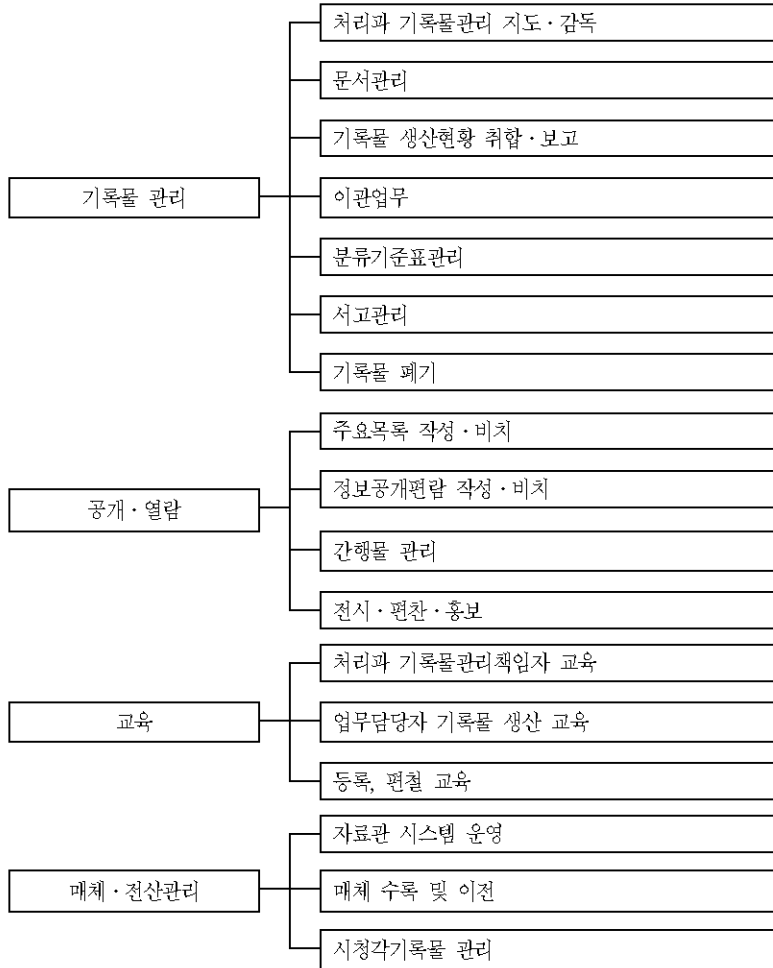 처리과 기록물관리 지도·감독
문서관리
기록물 생산현황 취합·보고
기록물 관리
이관업무
분류기준표관리
서고관리
기록물 폐기
주요목록 작성·비치
정보공개편람 작성·비치
공개·열람
간행물 관리
전시·편찬·홍보
처리과 기록물관리책임자 교육
교육
업무담당자 기록물 생산 교육
등록, 편철 교육
자료관 시스템 운영
매체·전산관리
매체 수록 및 이전
시청각기록물 관리